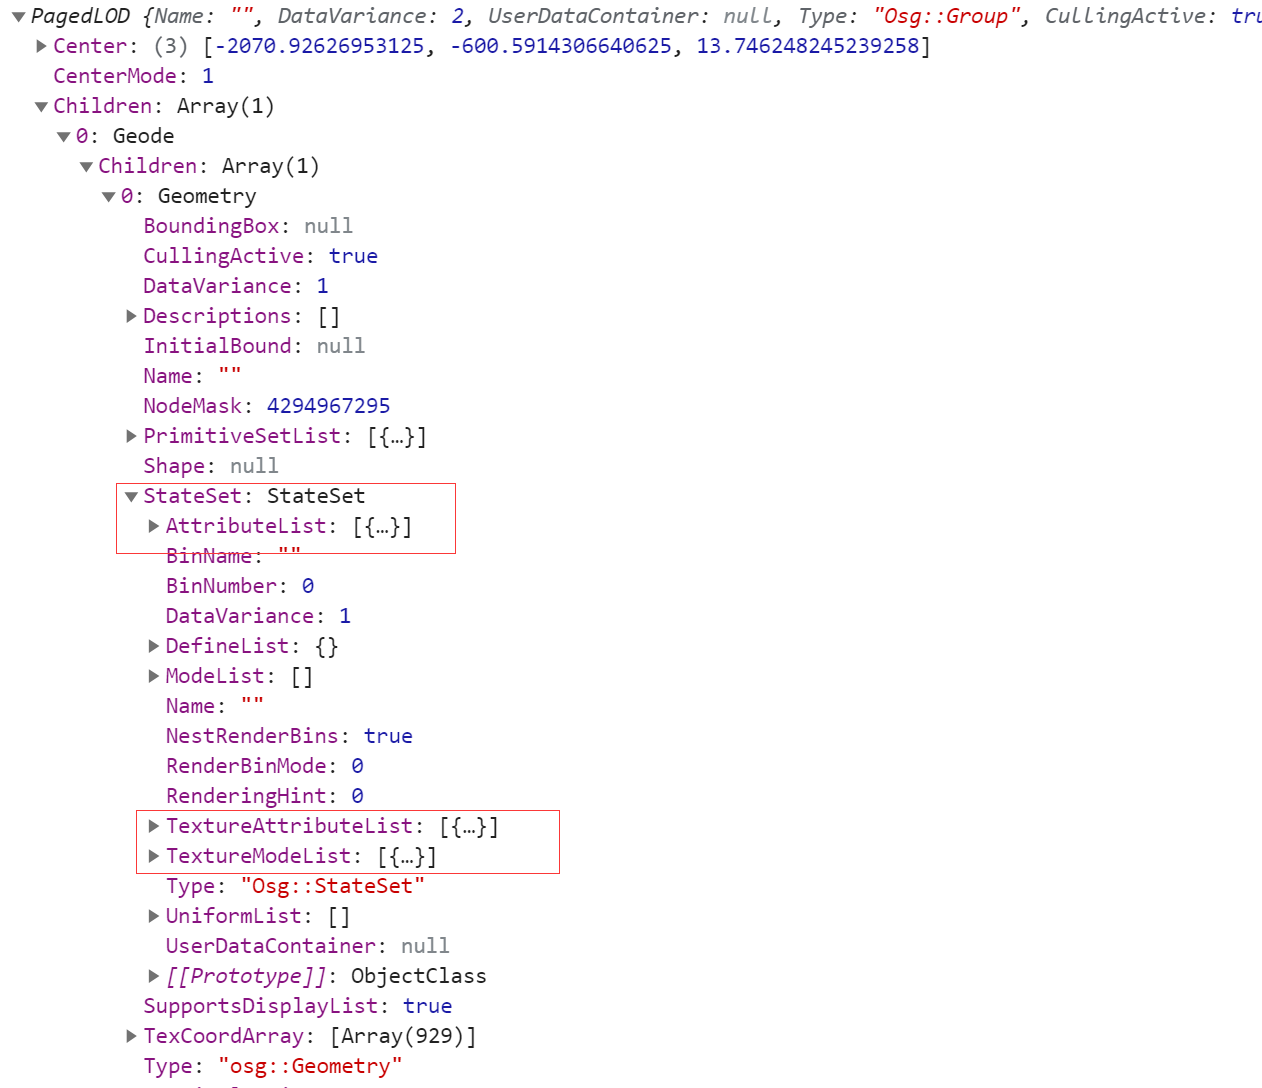 PagedLOD {Name: "", DataVariance: 2, UserDataContainer: null, Type: "Osg::Group", CullingActive: tru
Center: (3) [-2070.92626953125, -600.5914306640625, 13.746248245239258]
CenterMode: 1
Children: Array(1)
0: Geode
Children: Array(1)
0: Geometry
BoundingBox: null
CullingActive: true
DataVariance: 1
Descriptions: []
InitialBound: null
Name: ""
NodeMask: 4294967295
PrimitiveSetList: [{…}]
Shape: null
StateSet: StateSet
AttributeList: [{…}]
BinName: ""
BinNumber: 0
DataVariance: 1
DefineList: {}
ModeList: []
Name: ""
NestRenderBins: true
RenderBinMode: 0
RenderingHint: 0
TextureAttributeList: [{…}]
TextureModeList: [{…}]
Type: "Osg::StateSet"
UniformList: []
UserDataContainer: null
[[Prototype]]: ObjectClass
SupportsDisplayList: true
TexCoordArray: [Array(929)]
Type: "osg::Geometry"